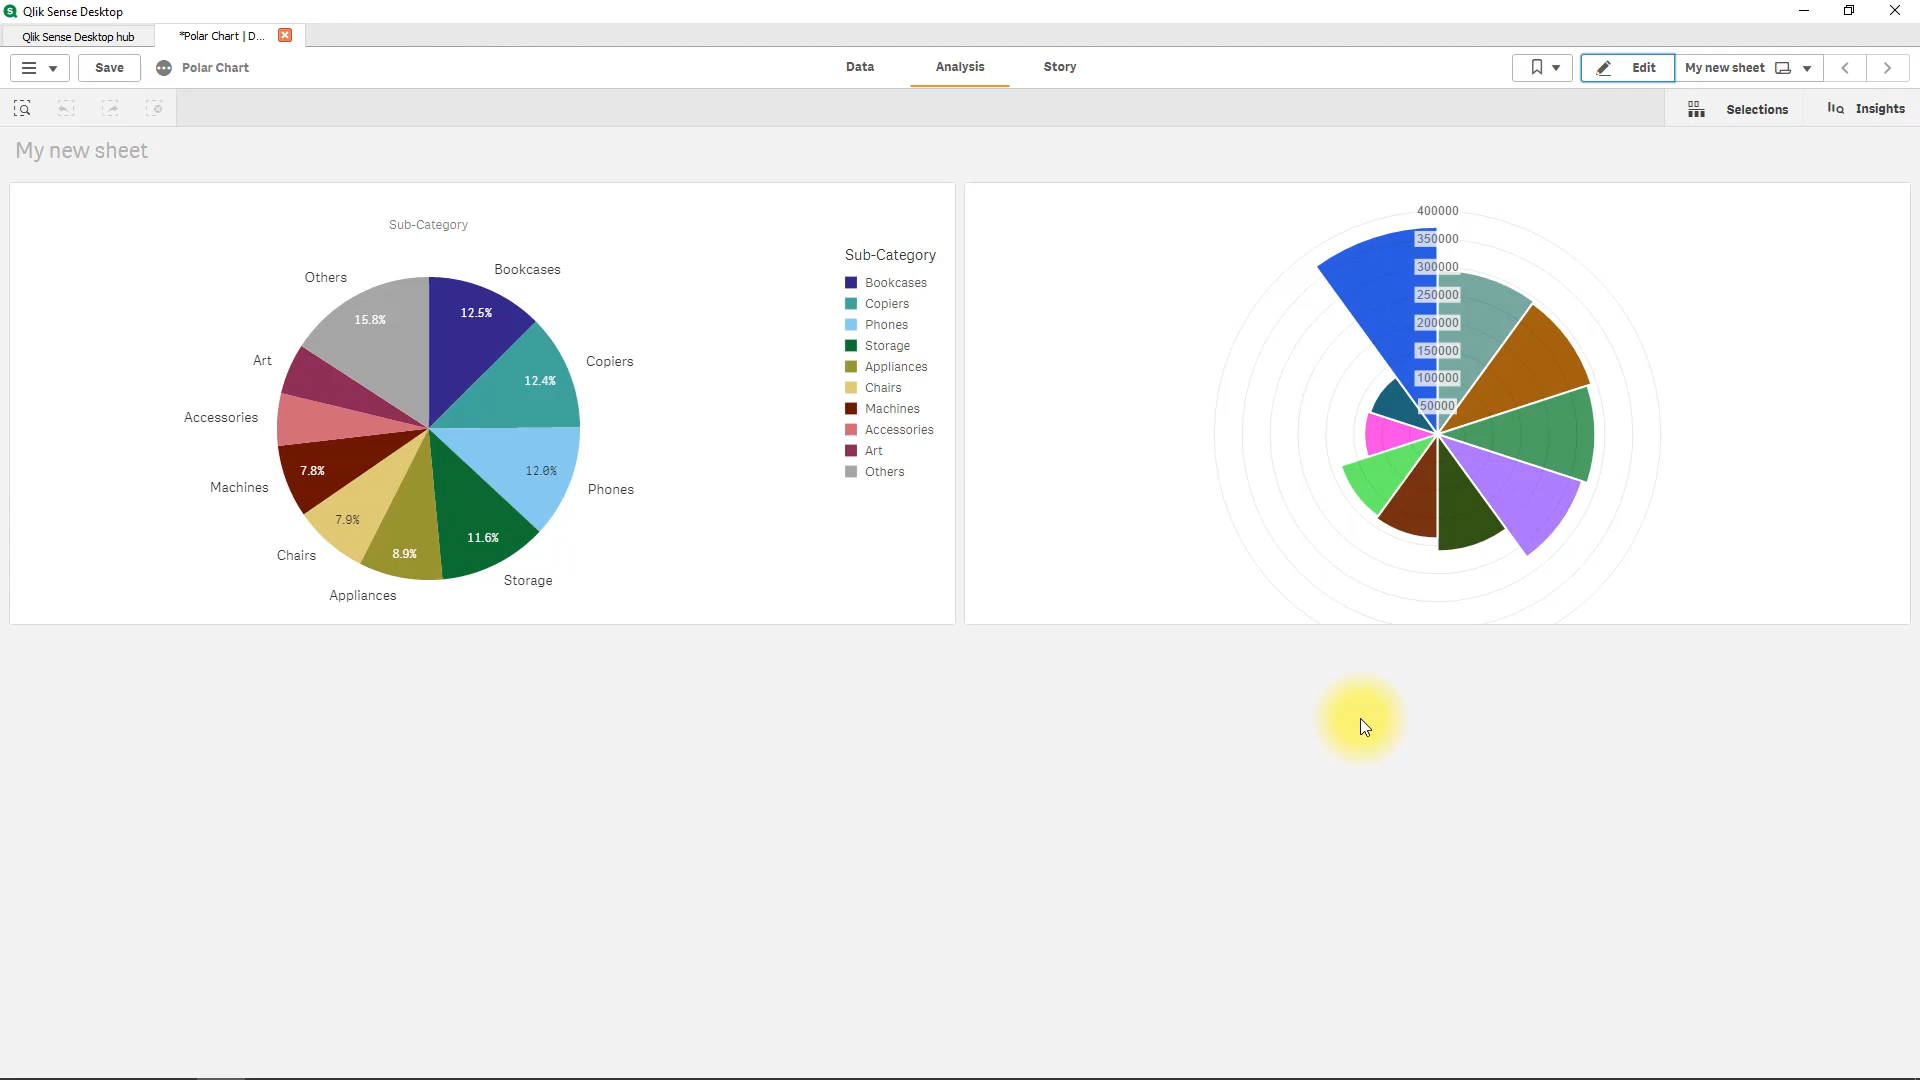 Qlik Sense Desktop
Qlik Sense Desktop hub
*Polar Chart | D...
Save
Polar Chart
Data
Analysis
Story
Edit
My new sheet
Selections
Insights
My new sheet
Sub-Category
Others
Bookcases
15.8%
12.5%
Art
Copiers
12.4%
Accessories
Machines
7.8%
12.0%
Phones
7.9%
11.6%
Chairs
8.9%
Storage
Appliances
Sub-Category
Bookcases
Copiers
Phones
Storage
Appliances
Chairs
Machines
Accessories
Art
Others
400000
350000
300000
250000
200000
150000
100000
50000